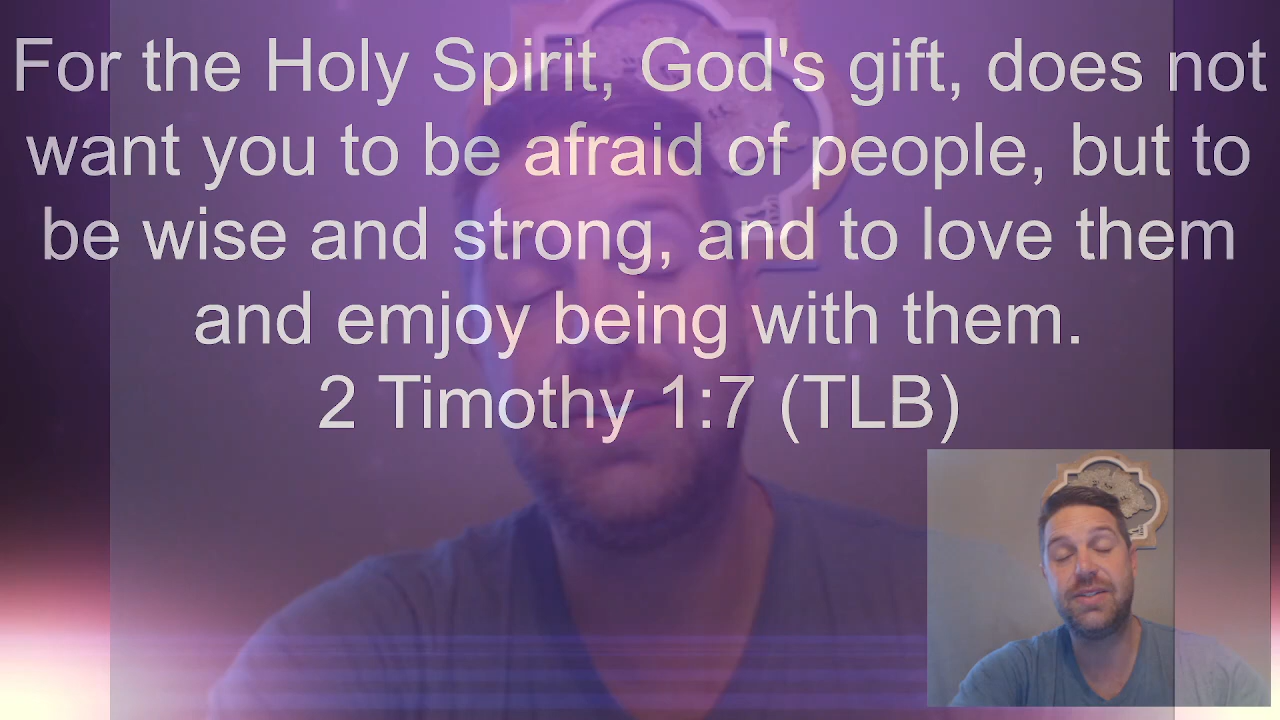 For the Holy Spirit, God's gift, does not
want you to be afraid of people, but to
be wise and strong, and to love them
and emjoy being with them.
2 Timothy 1:7 (TLB)